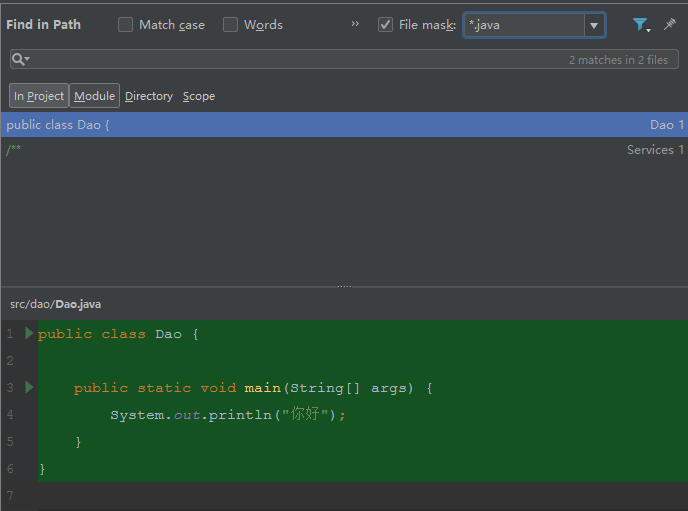 Find in Path Match case Words » File mask: *.java
2 matches in 2 files
In Project Module Directory Scope
public class Dao { Dao 1
/** Services 1
src/dao/Dao.java
1 public class Dao {
2
3 public static void main(String[] args) {
4 System.out.println("你好");
5 }
6 }
7